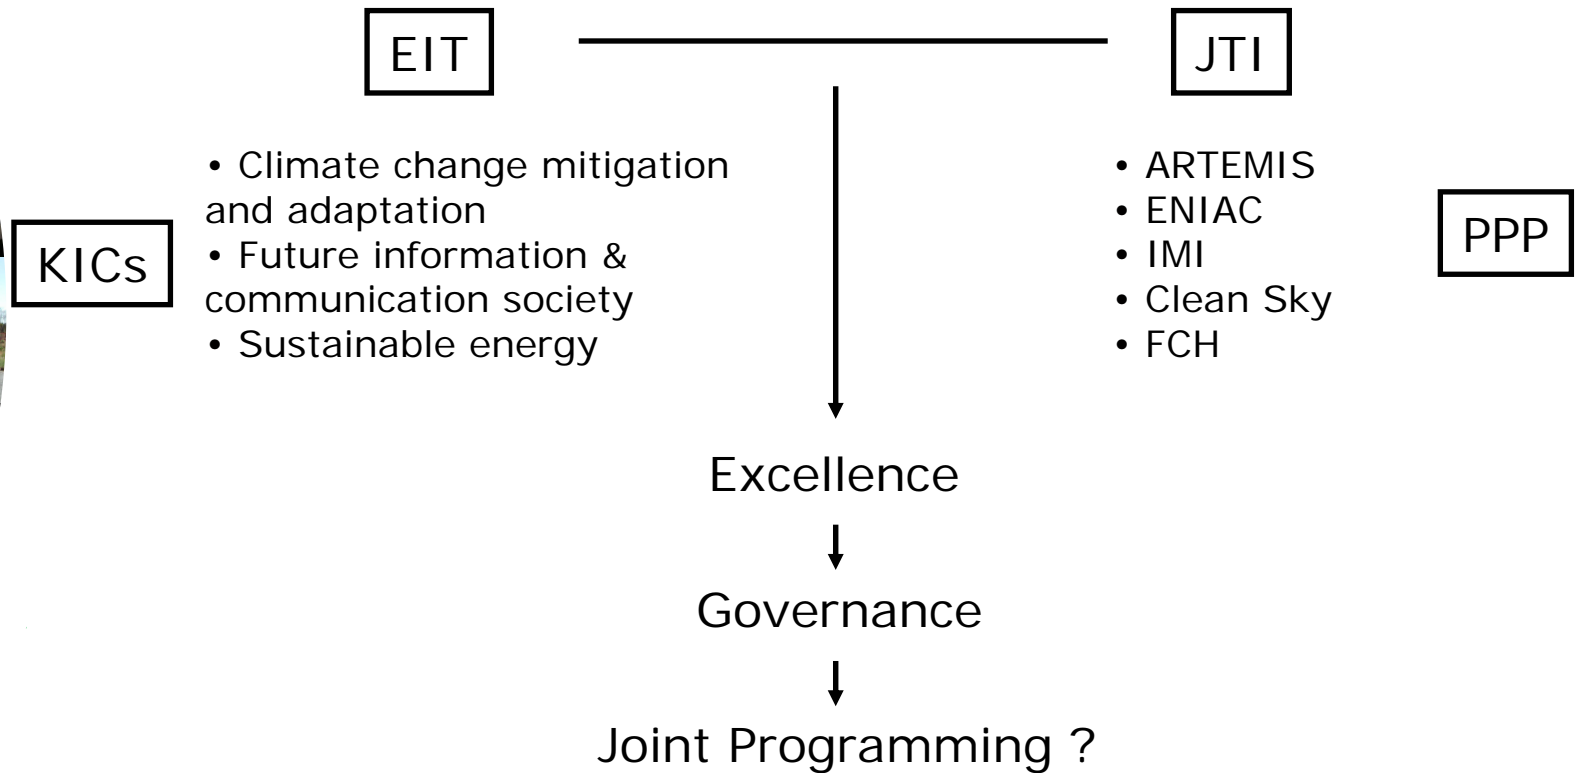 EIT
JTI
KICs
• Climate change mitigation
and adaptation
• Future information &
communication society
• Sustainable energy
• ARTEMIS
• ENIAC
• IMI
• Clean Sky
• FCH
PPP
Excellence
Governance
Joint Programming ?